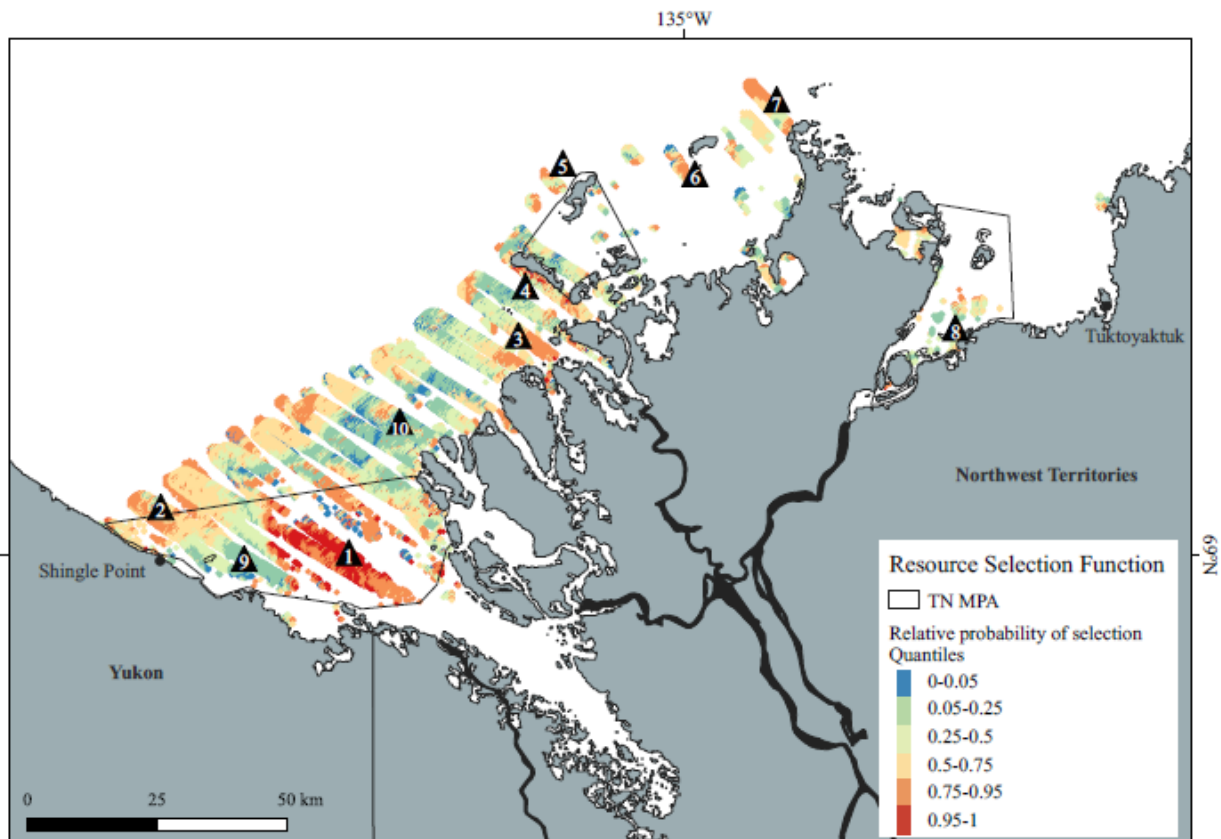 135°W
7
5
6
4
8
3
Tuktoyaktuk
10
Northwest Territories
2
1
9
Shingle Point
N°69
Yukon
Resource Selection Function
TN MPA
Relative probability of selection
Quantiles
0-0.05
0.05-0.25
0.25-0.5
0.5-0.75
0.75-0.95
0.95-1
0 25 50 km